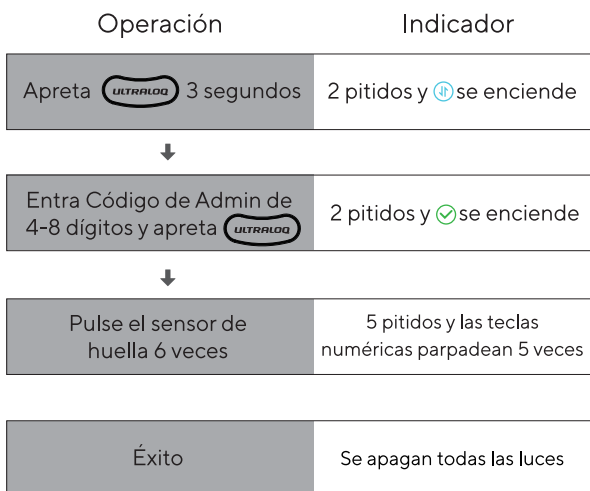 Operación Indicador
Apreta ULTRALOQ 3 segundos 2 pitidos y se enciende
Entra Código de Admin de
4-8 dígitos y apreta ULTRALOQ 2 pitidos y se enciende
Pulse el sensor de
huella 6 veces
5 pitidos y las teclas
numéricas parpadean 5 veces
Éxito Se apagan todas las luces